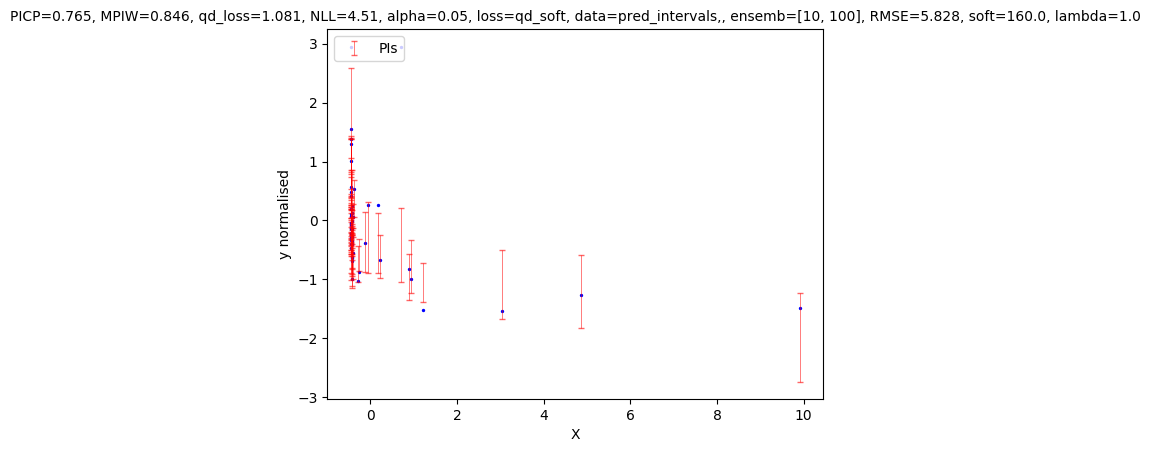 PICP=0.765, MPIW=0.846, qd_loss=1.081, NLL=4.51, alpha=0.05, loss=qd_soft, data=pred_intervals,, ensemb=[10, 100], RMSE=5.828, soft=160.0, lambda=1.0
PIs
3
2
1
0
−1
−2
−3
y normalised
0 2 4 6 8 10
X